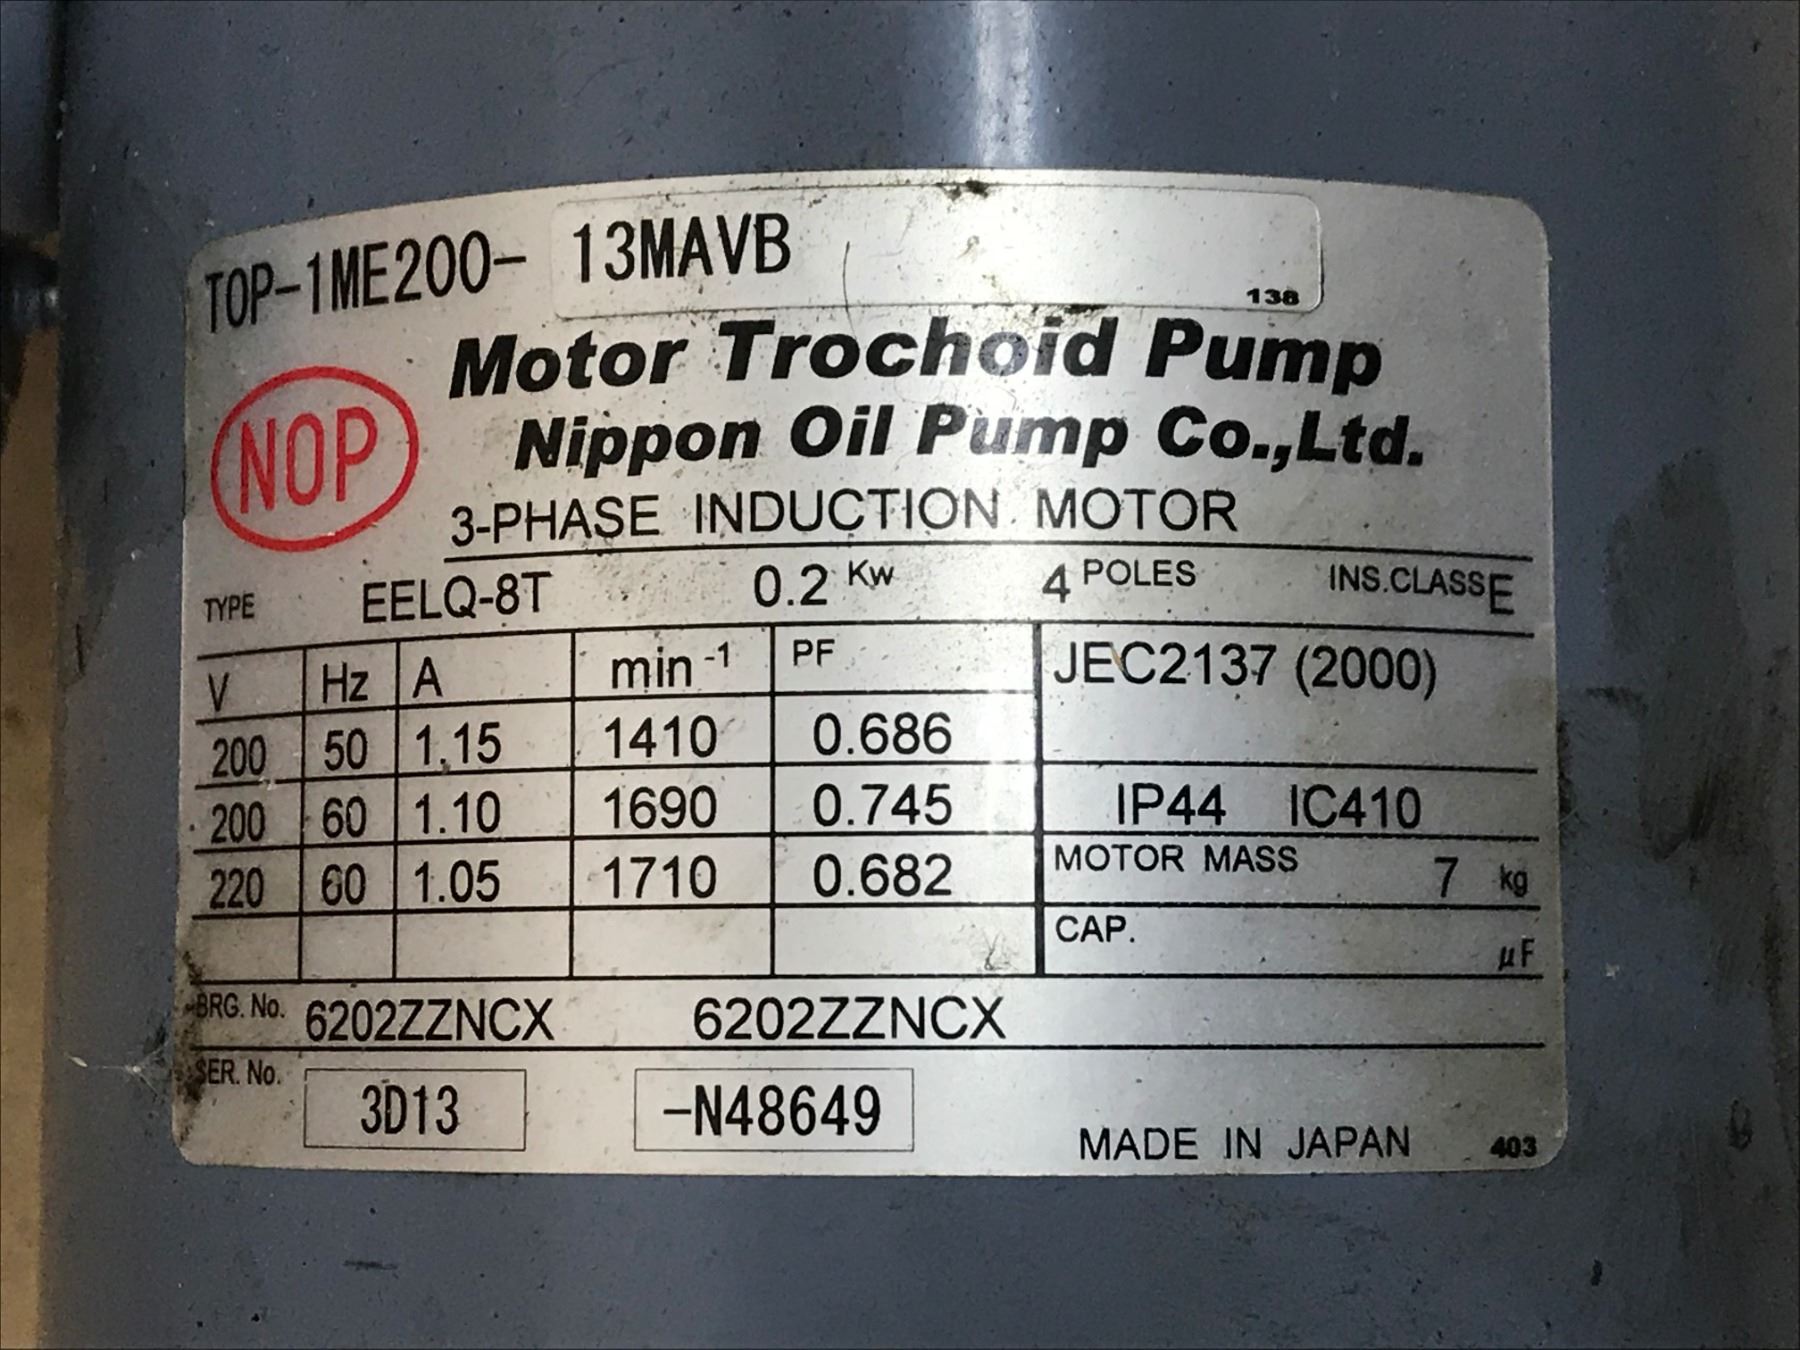 TOP-1ME200- 13MAVB
138
Motor Trochoid Pump
NOP
Nippon Oil Pump Co.,Ltd.
3-PHASE INDUCTION MOTOR
TYPE EELQ-8T 0.2 Kw 4 POLES INS.CLASS E
V Hz A min⁻¹ PF JEC2137 (2000)
200 50 1.15 1410 0.686
200 60 1.10 1690 0.745 IP44 IC410
220 60 1.05 1710 0.682 MOTOR MASS 7 kg
CAP. µF
BRG. No. 6202ZZNCX 6202ZZNCX
SER. No. 3D13 -N48649
MADE IN JAPAN 403